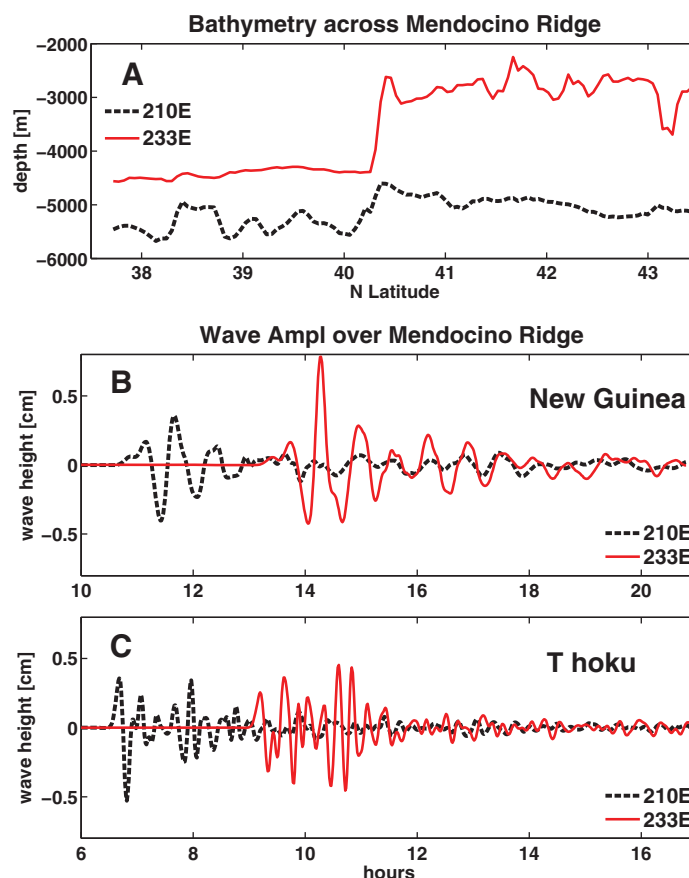 Bathymetry across Mendocino Ridge
A
210E
233E
depth [m]
−2000
−3000
−4000
−5000
−6000
38 39 40 41 42 43
N Latitude
Wave Ampl over Mendocino Ridge
B
New Guinea
wave height [cm]
0.5
0
−0.5
210E
233E
10 12 14 16 18 20
C
T hoku
wave height [cm]
0.5
0
−0.5
210E
233E
6 8 10 12 14 16
hours